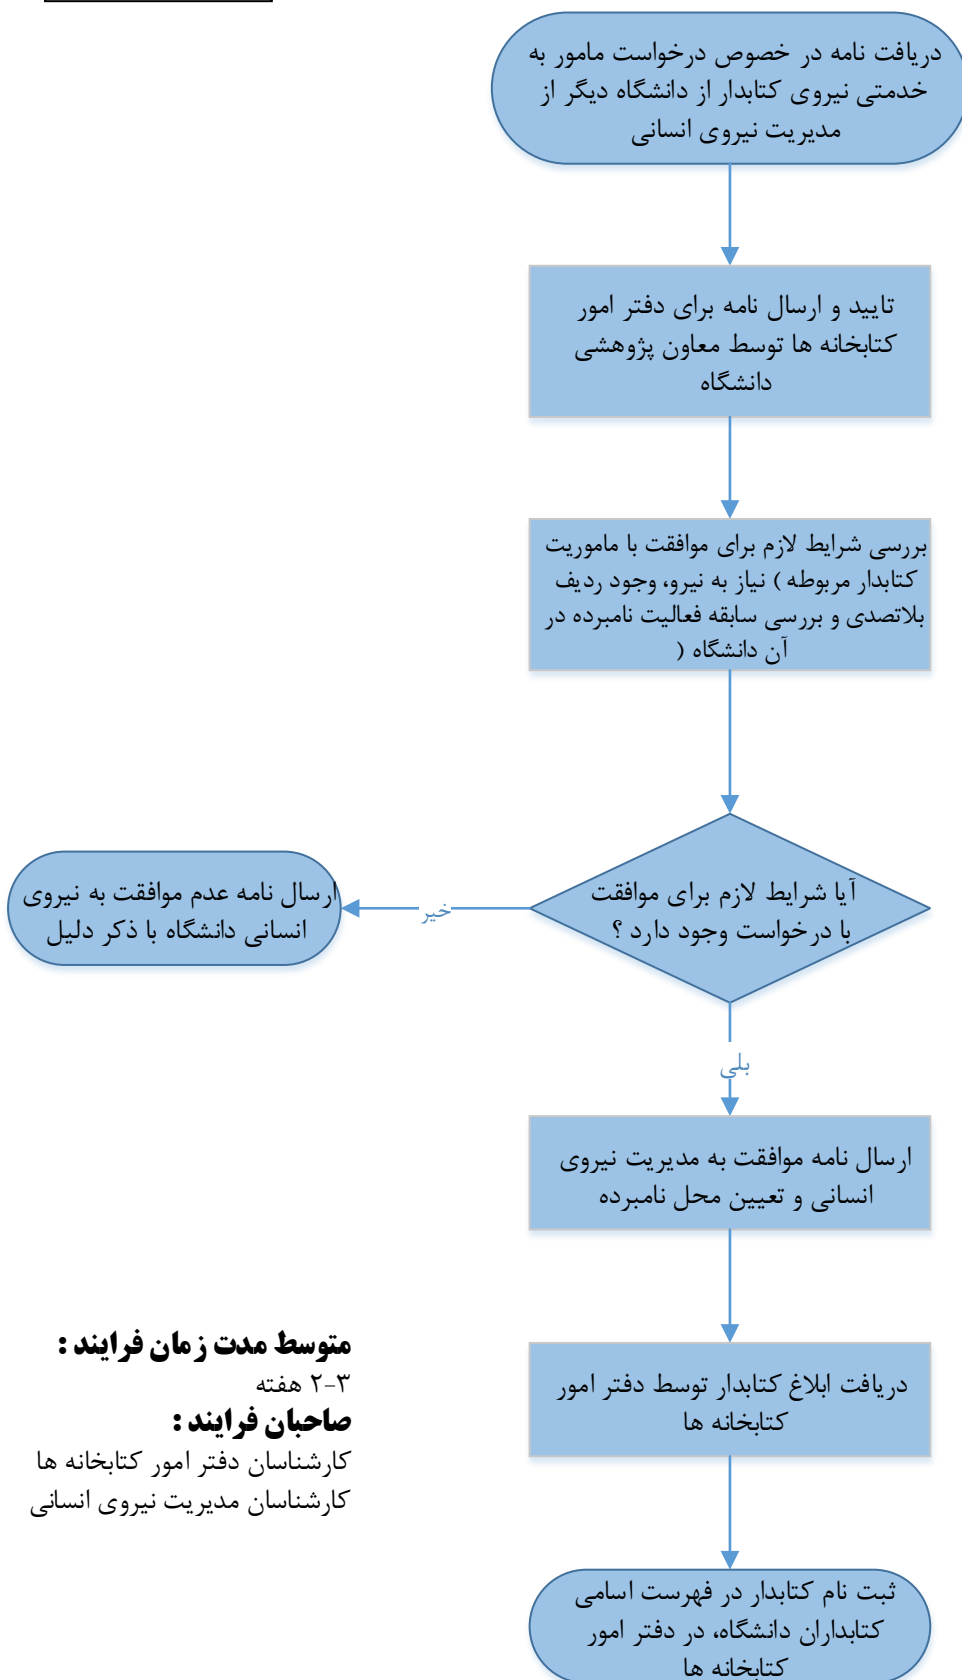 دریافت نامه در خصوص درخواست مامور به
خدمتی نیروی کتابدار از دانشگاه دیگر از
مدیریت نیروی انسانی
تایید و ارسال نامه برای دفتر امور
کتابخانه ها توسط معاون پژوهشی
دانشگاه
بررسی شرایط لازم برای موافقت با ماموریت
کتابدار مربوطه ( نیاز به نیرو، وجود ردیف
بلاتصدی و بررسی سابقه فعالیت نامبرده در
آن دانشگاه )
آیا شرایط لازم برای موافقت
با درخواست وجود دارد ؟
خیر
ارسال نامه عدم موافقت به نیروی
انسانی دانشگاه با ذکر دلیل
بلی
ارسال نامه موافقت به مدیریت نیروی
انسانی و تعیین محل نامبرده
دریافت ابلاغ کتابدار توسط دفتر امور
کتابخانه ها
ثبت نام کتابدار در فهرست اسامی
کتابداران دانشگاه، در دفتر امور
کتابخانه ها
متوسط مدت زمان فرایند :
۲-۳ هفته
صاحبان فرایند :
کارشناسان دفتر امور کتابخانه ها
کارشناسان مدیریت نیروی انسانی